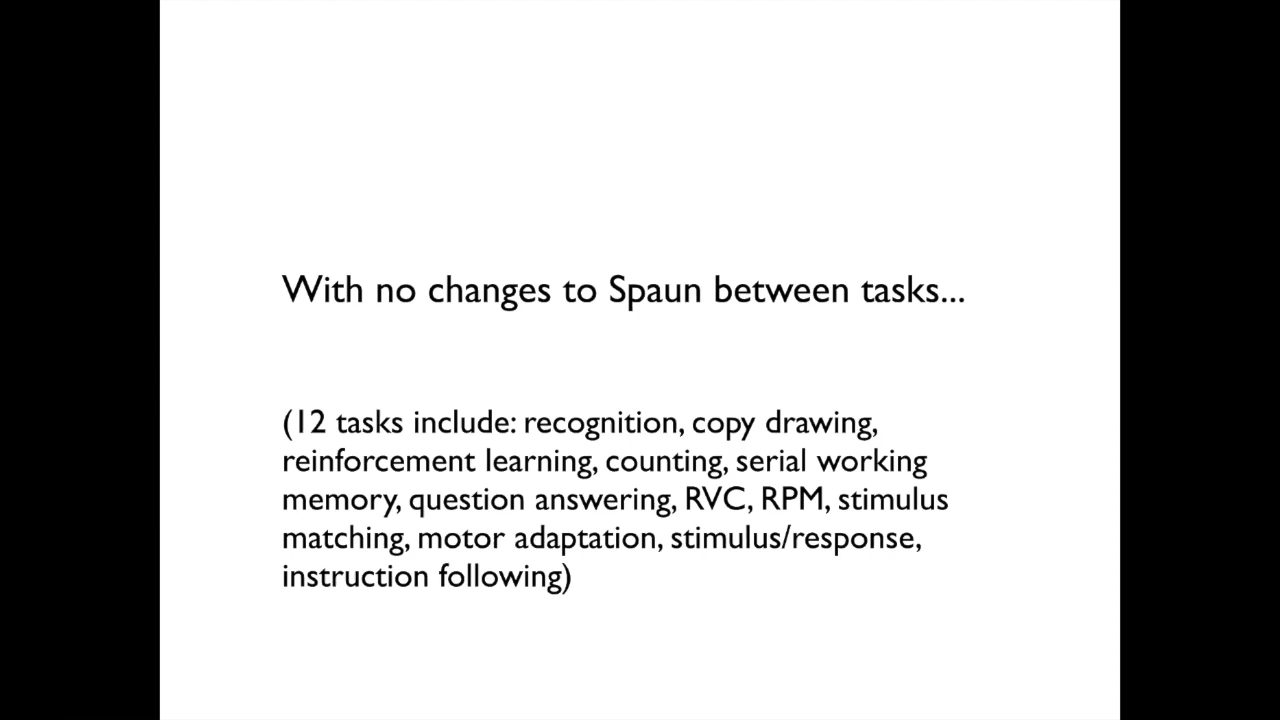 With no changes to Spaun between tasks...
(12 tasks include: recognition, copy drawing,
reinforcement learning, counting, serial working
memory, question answering, RVC, RPM, stimulus
matching, motor adaptation, stimulus/response,
instruction following)